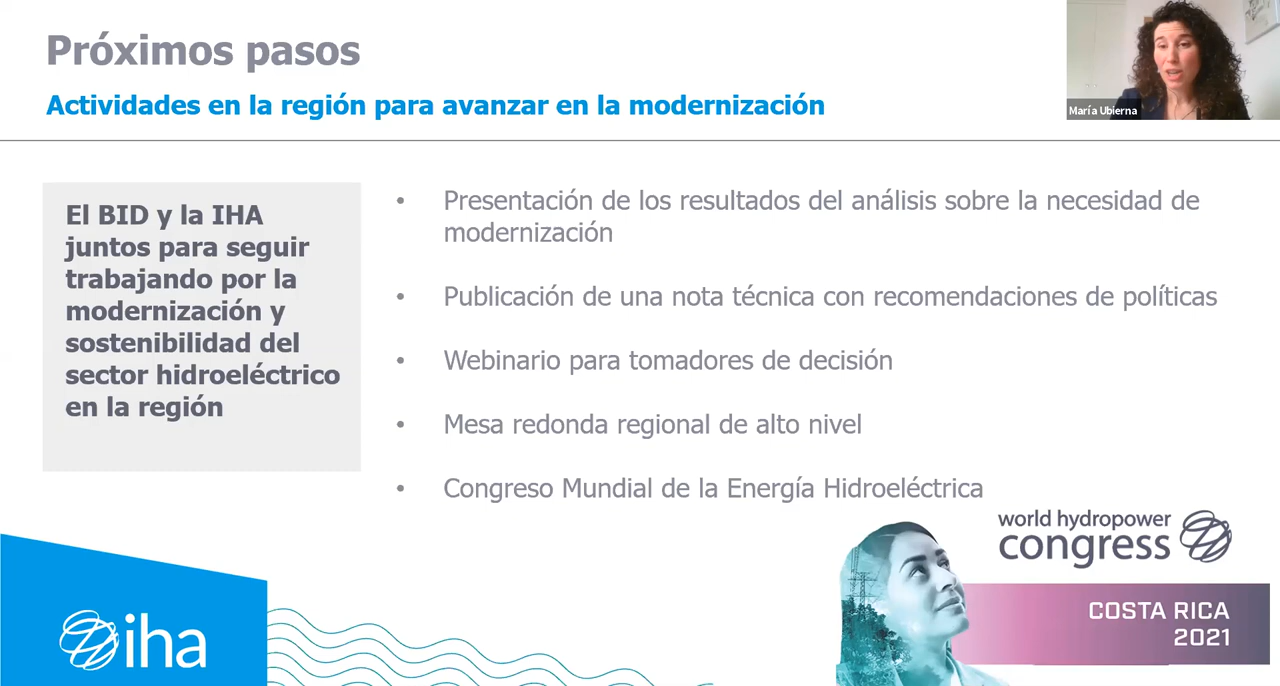 Próximos pasos
Actividades en la región para avanzar en la modernización
María Ubierna
El BID y la IHA
juntos para seguir
trabajando por la
modernización y
sostenibilidad del
sector hidroeléctrico
en la región
• Presentación de los resultados del análisis sobre la necesidad de
modernización
• Publicación de una nota técnica con recomendaciones de políticas
• Webinario para tomadores de decisión
• Mesa redonda regional de alto nivel
• Congreso Mundial de la Energía Hidroeléctrica
world hydropower
congress
COSTA RICA
2021
iha